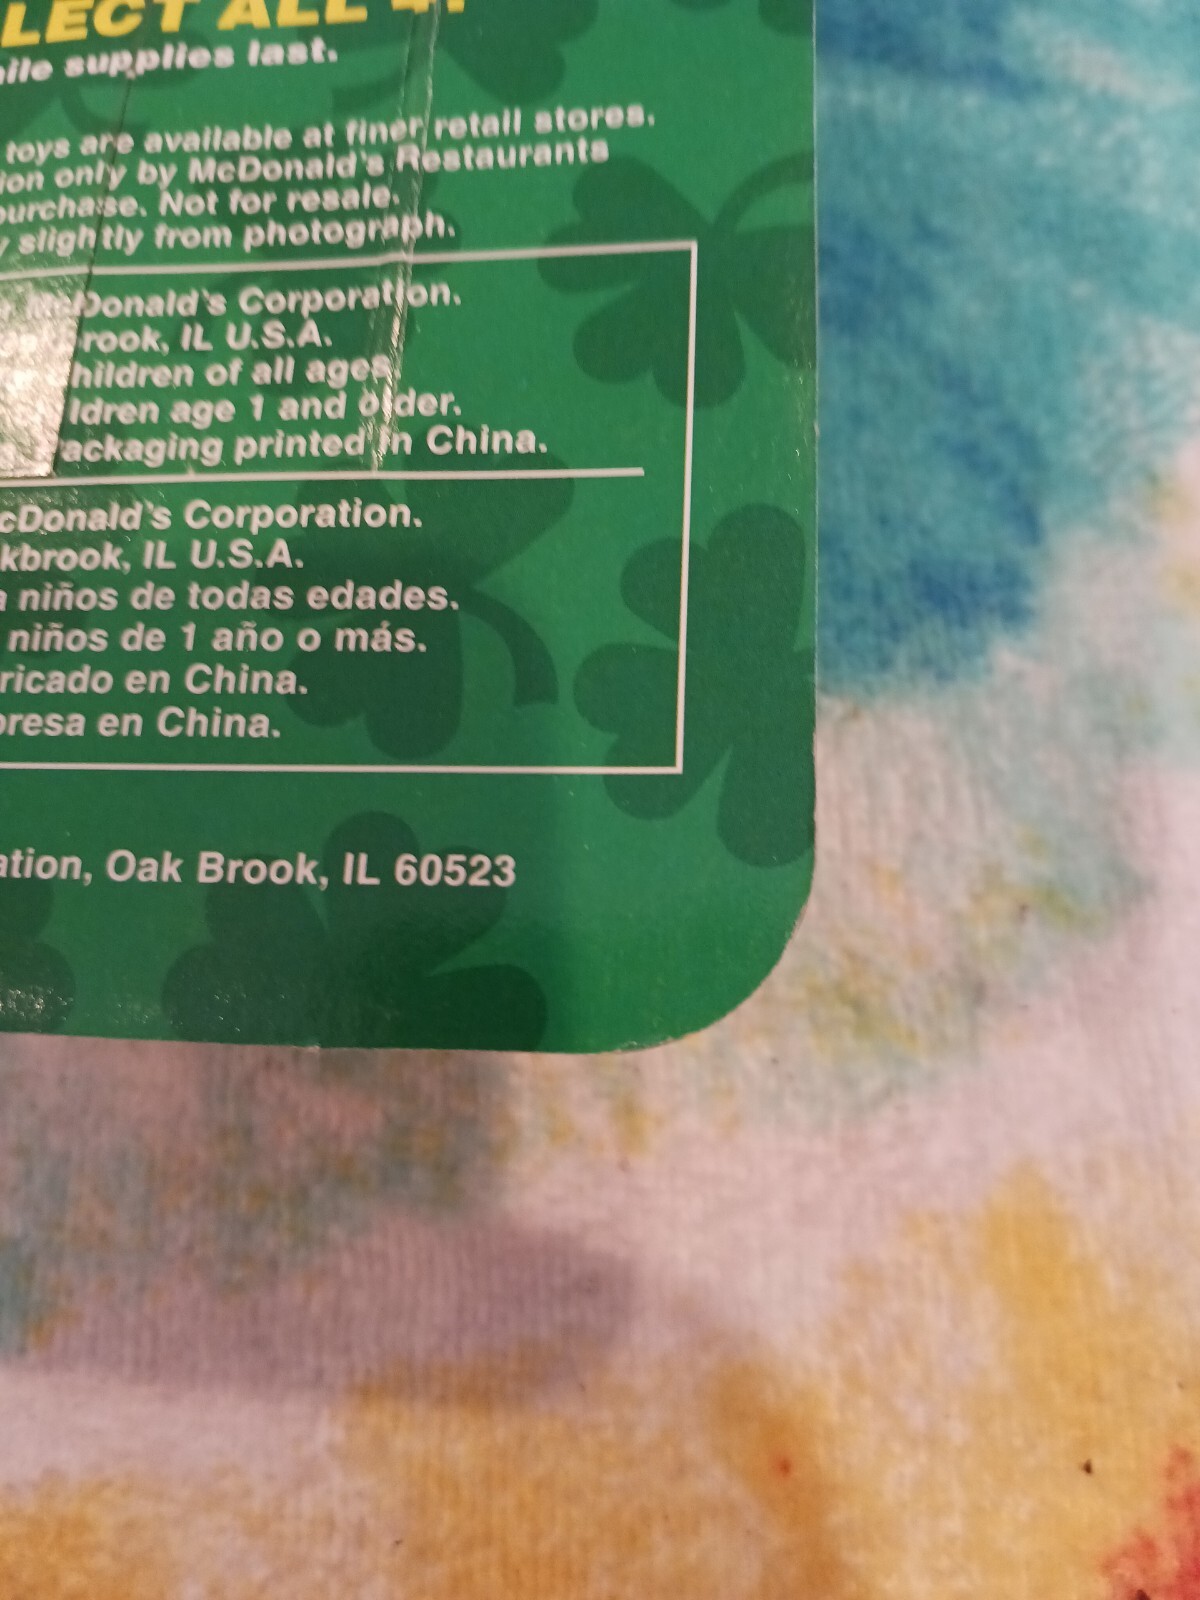 LECT ALL 4!
ile supplies last.
toys are available at finer retail stores.
ion only by McDonald's Restaurants
purchase. Not for resale.
y slightly from photograph.
r McDonald's Corporation.
rook, IL U.S.A.
hildren of all ages
ldren age 1 and older.
ackaging printed in China.
cDonald's Corporation.
kbrook, IL U.S.A.
a niños de todas edades.
niños de 1 año o más.
ricado en China.
presa en China.
ation, Oak Brook, IL 60523